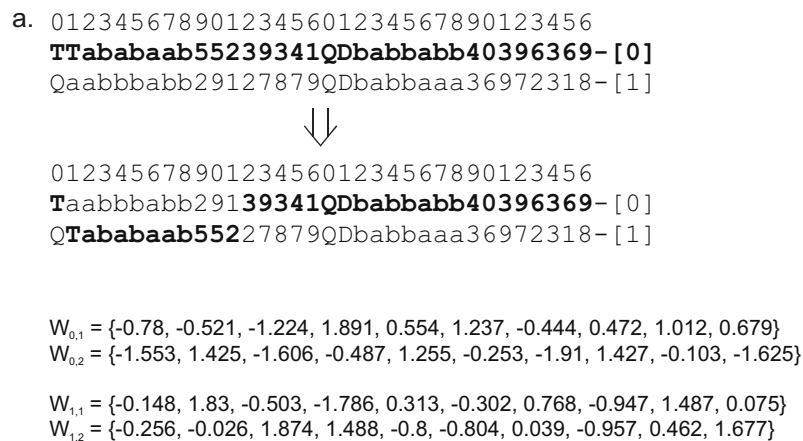 a. 0123456789012345601234567890123456
TTababaab55239341QDbabbabb40396369-[0]
Qaabbbabb29127879QDbabbaaa36972318-[1]
0123456789012345601234567890123456
Taabbbabb29139341QDbabbabb40396369-[0]
QTababaab55227879QDbabbaaa36972318-[1]
W0,1 = {-0.78, -0.521, -1.224, 1.891, 0.554, 1.237, -0.444, 0.472, 1.012, 0.679}
W0,2 = {-1.553, 1.425, -1.606, -0.487, 1.255, -0.253, -1.91, 1.427, -0.103, -1.625}
W1,1 = {-0.148, 1.83, -0.503, -1.786, 0.313, -0.302, 0.768, -0.947, 1.487, 0.075}
W1,2 = {-0.256, -0.026, 1.874, 1.488, -0.8, -0.804, 0.039, -0.957, 0.462, 1.677}